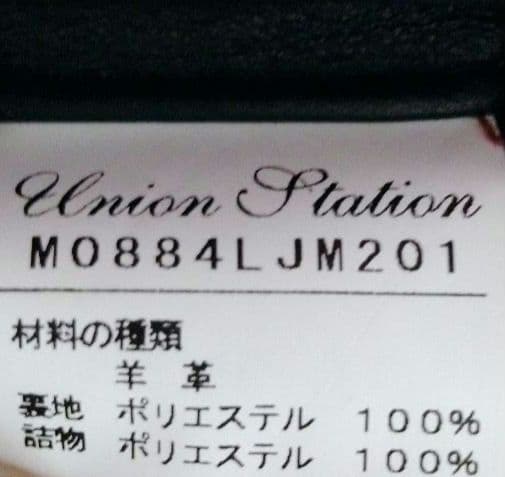 Union Station
M0884LJM201
材料の種類
羊 革
裏地 ポリエステル 100%
詰物 ポリエステル 100%